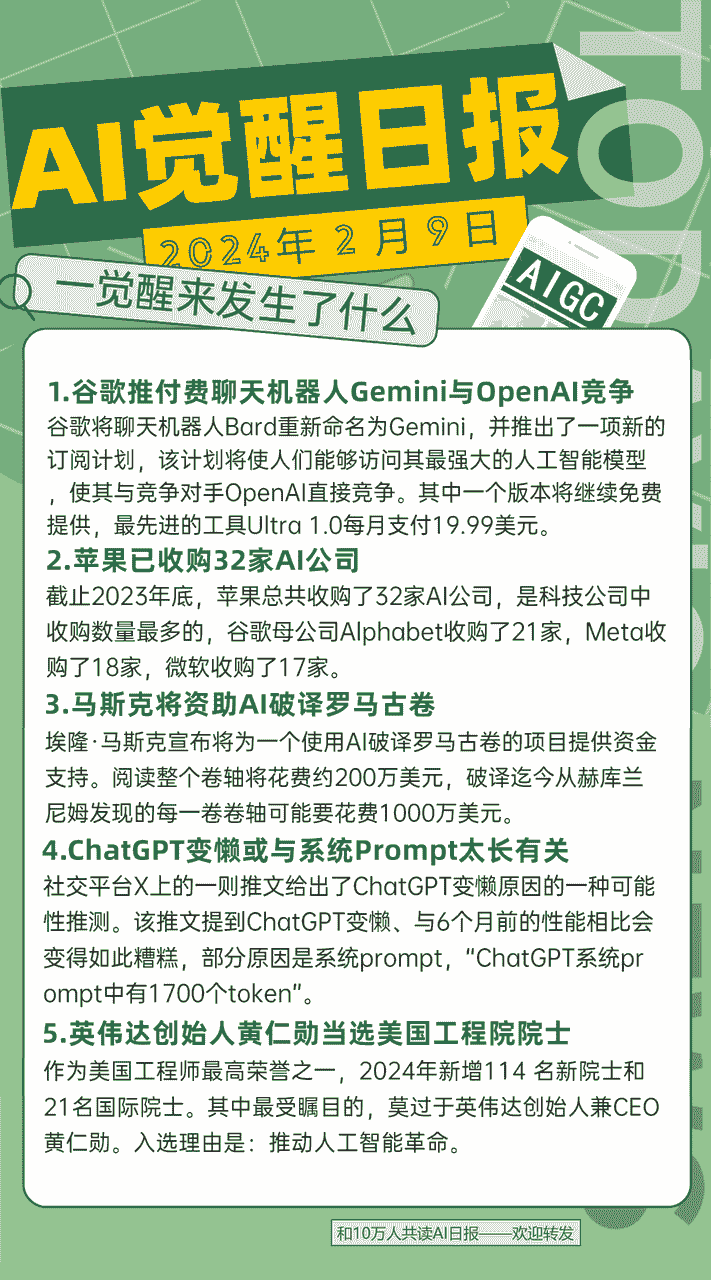 AI觉醒日报
2024年2月9日
一觉醒来发生了什么
AIGC
1.谷歌推付费聊天机器人Gemini与OpenAI竞争
谷歌将聊天机器人Bard重新命名为Gemini，并推出了一项新的
订阅计划，该计划将使人们能够访问其最强大的人工智能模型
，使其与竞争对手OpenAI直接竞争。其中一个版本将继续免费
提供，最先进的工具Ultra 1.0每月支付19.99美元。
2.苹果已收购32家AI公司
截止2023年底，苹果总共收购了32家AI公司，是科技公司中
收购数量最多的，谷歌母公司Alphabet收购了21家，Meta收
购了18家，微软收购了17家。
3.马斯克将资助AI破译罗马古卷
埃隆·马斯克宣布将为一个使用AI破译罗马古卷的项目提供资金
支持。阅读整个卷轴将花费约200万美元，破译迄今从赫库兰
尼姆发现的每一卷卷轴可能要花费1000万美元。
4.ChatGPT变懒或与系统Prompt太长有关
社交平台X上的一则推文给出了ChatGPT变懒原因的一种可能
性推测。该推文提到ChatGPT变懒、与6个月前的性能相比会
变得如此糟糕，部分原因是系统prompt，“ChatGPT系统pr
ompt中有1700个token”。
5.英伟达创始人黄仁勋当选美国工程院院士
作为美国工程师最高荣誉之一，2024年新增114 名新院士和
21名国际院士。其中最受瞩目的，莫过于英伟达创始人兼CEO
黄仁勋。入选理由是：推动人工智能革命。
和10万人共读AI日报——欢迎转发